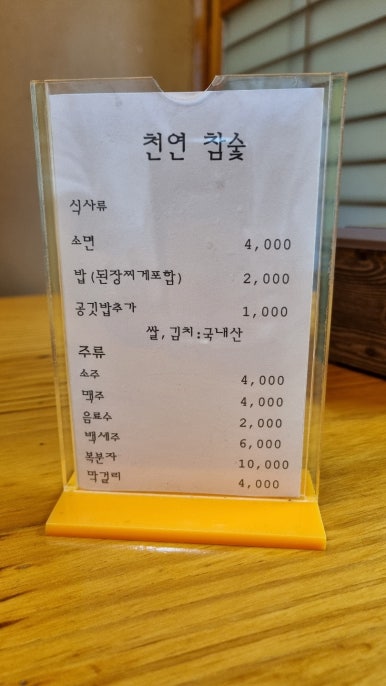 천연 참숯
식사류
소면 4,000
밥(된장찌게포함) 2,000
공깃밥추가 1,000
쌀,김치:국내산
주류
소주 4,000
맥주 4,000
음료수 2,000
백세주 6,000
복분자 10,000
막걸리 4,000